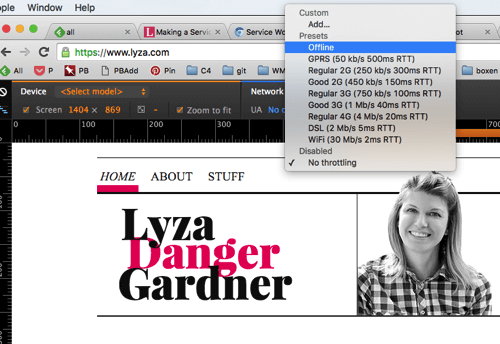 ople Window Help
Custom
Add...
Presets
Offline
GPRS (50 kb/s 500ms RTT)
Regular 2G (250 kb/s 300ms RTT)
Good 2G (450 kb/s 150ms RTT)
Regular 3G (750 kb/s 100ms RTT)
Good 3G (1 Mb/s 40ms RTT)
Regular 4G (4 Mb/s 20ms RTT)
DSL (2 Mb/s 5ms RTT)
WiFi (30 Mb/s 2ms RTT)
Disabled
✓ No throttling
all
Making a Servi
Service Wo
ot
https://www.lyza.com
all P PB PBAdd Pin C4 git WM
boxen
Device <Select model>
Network
Screen 1404 × 869 – Zoom to fit
UA No
0 100 200
700
HOME ABOUT STUFF
Lyza
Danger
Gardner